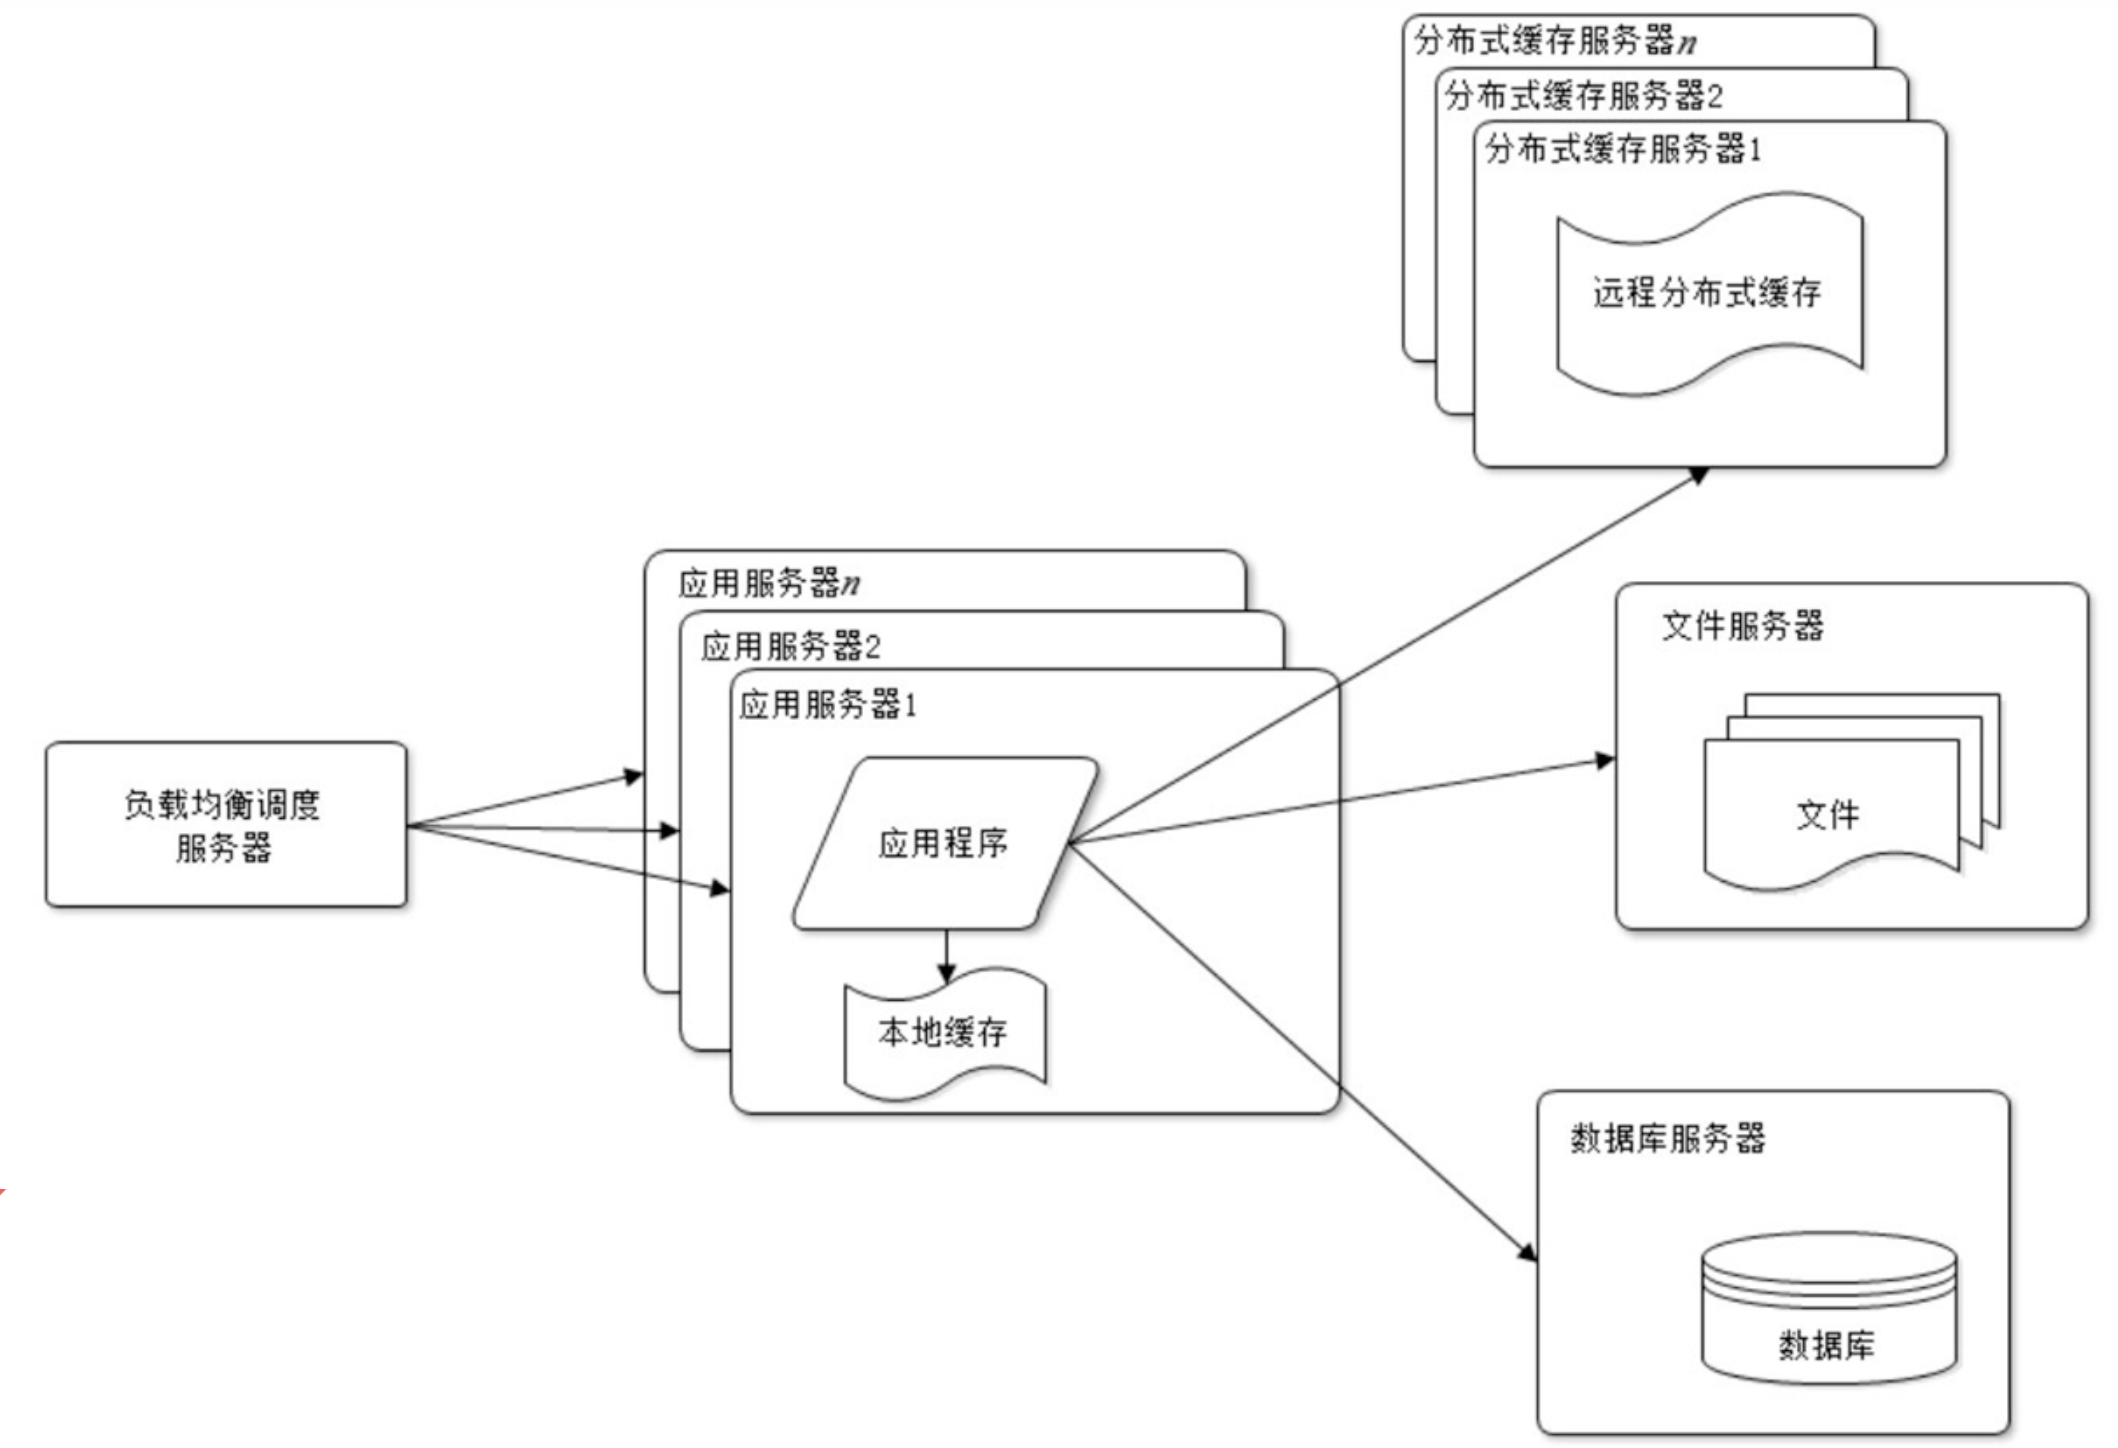 分布式缓存服务器n
分布式缓存服务器2
分布式缓存服务器1
远程分布式缓存
应用服务器n
应用服务器2
应用服务器1
应用程序
本地缓存
负载均衡调度
服务器
文件服务器
文件
数据库服务器
数据库